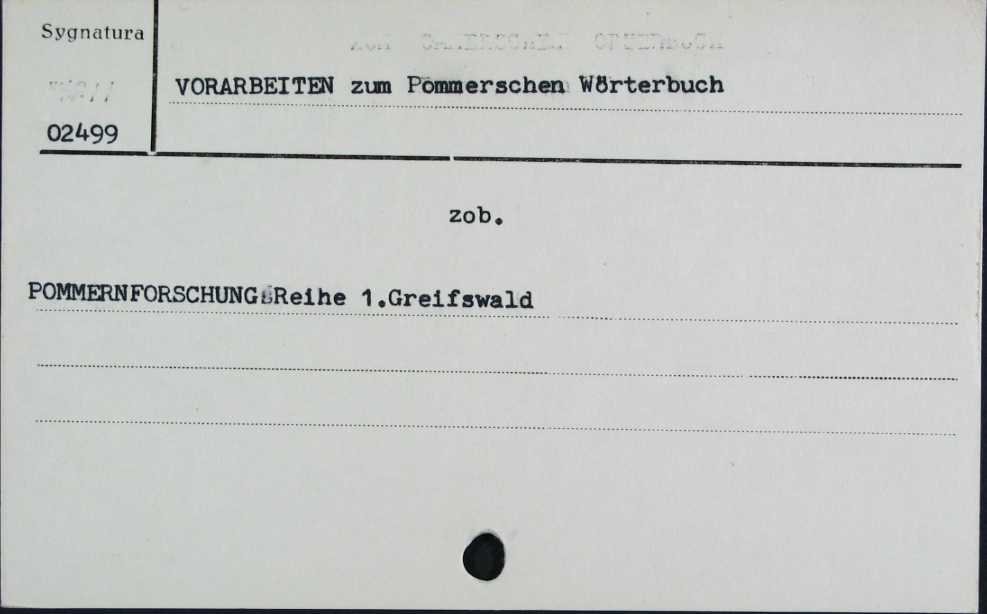 Sygnatura
VORARBEITEN zum Pommerschen Wörterbuch
02499
zob.
POMMERNFORSCHUNG Reihe 1.Greifswald